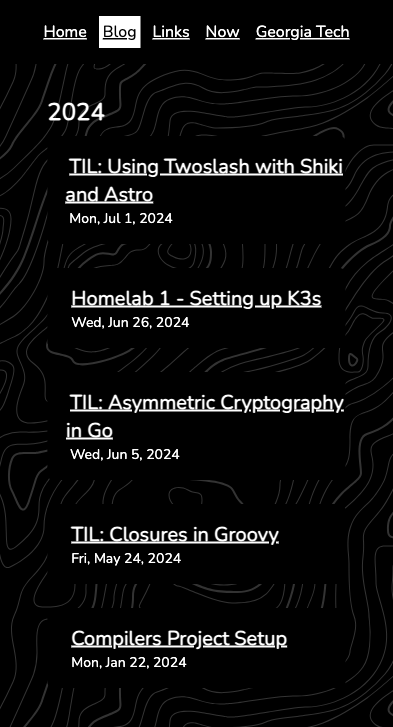 Home Blog Links Now Georgia Tech
2024
TIL: Using Twoslash with Shiki
and Astro
Mon, Jul 1, 2024
Homelab 1 - Setting up K3s
Wed, Jun 26, 2024
TIL: Asymmetric Cryptography
in Go
Wed, Jun 5, 2024
TIL: Closures in Groovy
Fri, May 24, 2024
Compilers Project Setup
Mon, Jan 22, 2024